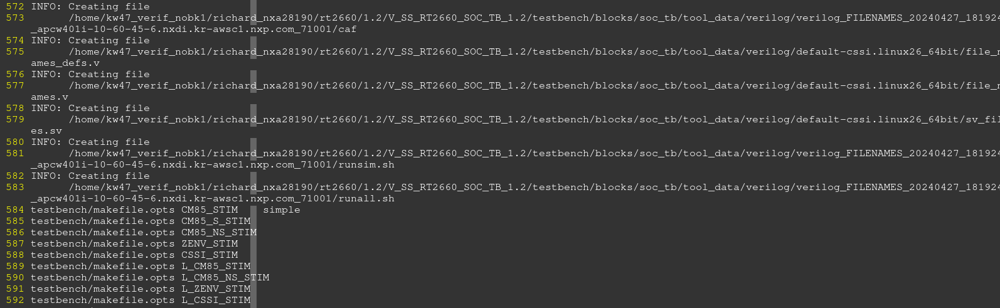 572 INFO: Creating file
573       /home/kw47_verif_nobk1/richard_nxa28190/rt2660/1.2/V_SS_RT2660_SOC_TB_1.2/testbench/blocks/soc_tb/tool_data/verilog/verilog_FILENAMES_20240427_181924
_apcw401i-10-60-45-6.nxdi.kr-awsc1.nxp.com_71001/caf
574 INFO: Creating file
575       /home/kw47_verif_nobk1/richard_nxa28190/rt2660/1.2/V_SS_RT2660_SOC_TB_1.2/testbench/blocks/soc_tb/tool_data/verilog/default-cssi.linux26_64bit/file_n
ames_defs.v
576 INFO: Creating file
577       /home/kw47_verif_nobk1/richard_nxa28190/rt2660/1.2/V_SS_RT2660_SOC_TB_1.2/testbench/blocks/soc_tb/tool_data/verilog/default-cssi.linux26_64bit/file_n
ames.v
578 INFO: Creating file
579       /home/kw47_verif_nobk1/richard_nxa28190/rt2660/1.2/V_SS_RT2660_SOC_TB_1.2/testbench/blocks/soc_tb/tool_data/verilog/default-cssi.linux26_64bit/sv_fil
es.sv
580 INFO: Creating file
581       /home/kw47_verif_nobk1/richard_nxa28190/rt2660/1.2/V_SS_RT2660_SOC_TB_1.2/testbench/blocks/soc_tb/tool_data/verilog/verilog_FILENAMES_20240427_181924
_apcw401i-10-60-45-6.nxdi.kr-awsc1.nxp.com_71001/runsim.sh
582 INFO: Creating file
583       /home/kw47_verif_nobk1/richard_nxa28190/rt2660/1.2/V_SS_RT2660_SOC_TB_1.2/testbench/blocks/soc_tb/tool_data/verilog/verilog_FILENAMES_20240427_181924
_apcw401i-10-60-45-6.nxdi.kr-awsc1.nxp.com_71001/runall.sh
584 testbench/makefile.opts CM85_STIM    simple
585 testbench/makefile.opts CM85_S_STIM
586 testbench/makefile.opts CM85_NS_STIM
587 testbench/makefile.opts ZENV_STIM
588 testbench/makefile.opts CSSI_STIM
589 testbench/makefile.opts L_CM85_STIM
590 testbench/makefile.opts L_CM85_NS_STIM
591 testbench/makefile.opts L_ZENV_STIM
592 testbench/makefile.opts L_CSSI_STIM